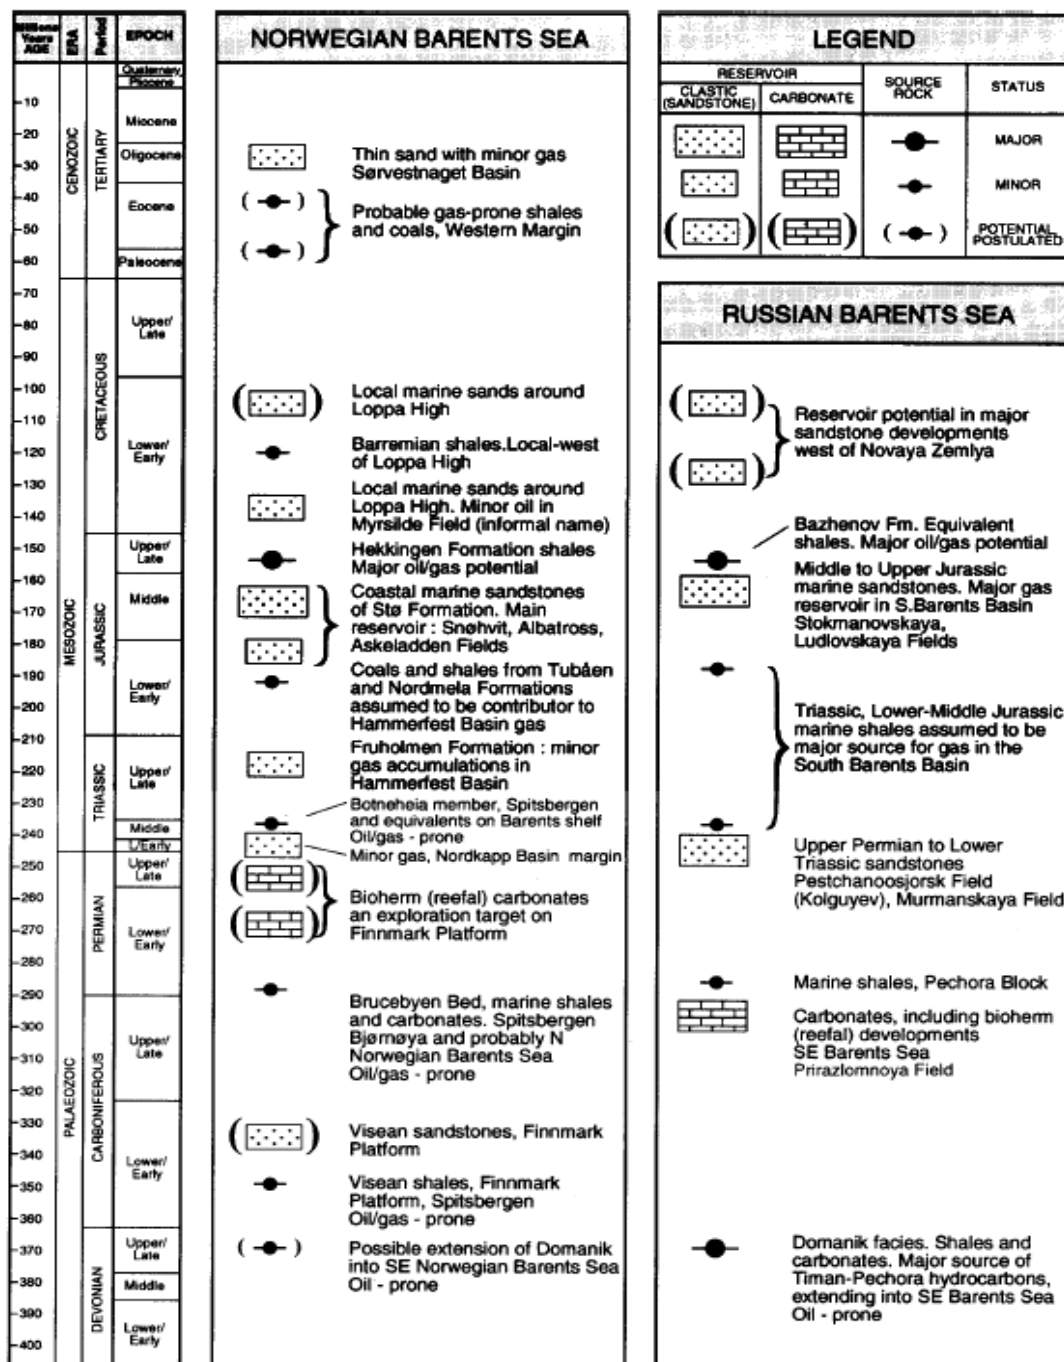 Millions
Years
AGE
ERA
Period
EPOCH
Quaternary
Pliocene
Miocene
Oligocene
Eocene
Paleocene
Upper/
Late
Lower/
Early
Upper/
Late
Middle
Lower/
Early
Upper/
Late
Middle
L/Early
Upper/
Late
Lower/
Early
Upper/
Late
Lower/
Early
Upper/
Late
Middle
Lower/
Early
10
20
30
40
50
60
70
80
90
100
110
120
130
140
150
160
170
180
190
200
210
220
230
240
250
260
270
280
290
300
310
320
330
340
350
360
370
380
390
400
CENOZOIC
MESOZOIC
PALAEOZOIC
TERTIARY
CRETACEOUS
JURASSIC
TRIASSIC
PERMIAN
CARBONIFEROUS
DEVONIAN
NORWEGIAN BARENTS SEA
Thin sand with minor gas
Sørvestnaget Basin
Probable gas-prone shales
and coals, Western Margin
Local marine sands around
Loppa High
Barremian shales.Local-west
of Loppa High
Local marine sands around
Loppa High. Minor oil in
Myrsilde Field (informal name)
Hekkingen Formation shales
Major oil/gas potential
Coastal marine sandstones
of Stø Formation. Main
reservoir : Snøhvit, Albatross,
Askeladden Fields
Coals and shales from Tubåen
and Nordmela Formations
assumed to be contributor to
Hammerfest Basin gas
Fruholmen Formation : minor
gas accumulations in
Hammerfest Basin
Botneheia member, Spitsbergen
and equivalents on Barents shelf
Oil/gas - prone
Minor gas, Nordkapp Basin margin
Bioherm (reefal) carbonates
an exploration target on
Finnmark Platform
Brucebyen Bed, marine shales
and carbonates. Spitsbergen
Bjørnøya and probably N
Norwegian Barents Sea
Oil/gas - prone
Visean sandstones, Finnmark
Platform
Visean shales, Finnmark
Platform, Spitsbergen
Oil/gas - prone
Possible extension of Domanik
into SE Norwegian Barents Sea
Oil - prone
LEGEND
RESERVOIR
CLASTIC
(SANDSTONE)
CARBONATE
SOURCE
ROCK
STATUS
MAJOR
MINOR
POTENTIAL
POSTULATED
RUSSIAN BARENTS SEA
Reservoir potential in major
sandstone developments
west of Novaya Zemlya
Bazhenov Fm. Equivalent
shales. Major oil/gas potential
Middle to Upper Jurassic
marine sandstones. Major gas
reservoir in S.Barents Basin
Stokmanovskaya,
Ludlovskaya Fields
Triassic, Lower-Middle Jurassic
marine shales assumed to be
major source for gas in the
South Barents Basin
Upper Permian to Lower
Triassic sandstones
Pestchanoosjorsk Field
(Kolguyev), Murmanskaya Field
Marine shales, Pechora Block
Carbonates, including bioherm
(reefal) developments
SE Barents Sea
Prirazlomnoya Field
Domanik facies. Shales and
carbonates. Major source of
Timan-Pechora hydrocarbons,
extending into SE Barents Sea
Oil - prone